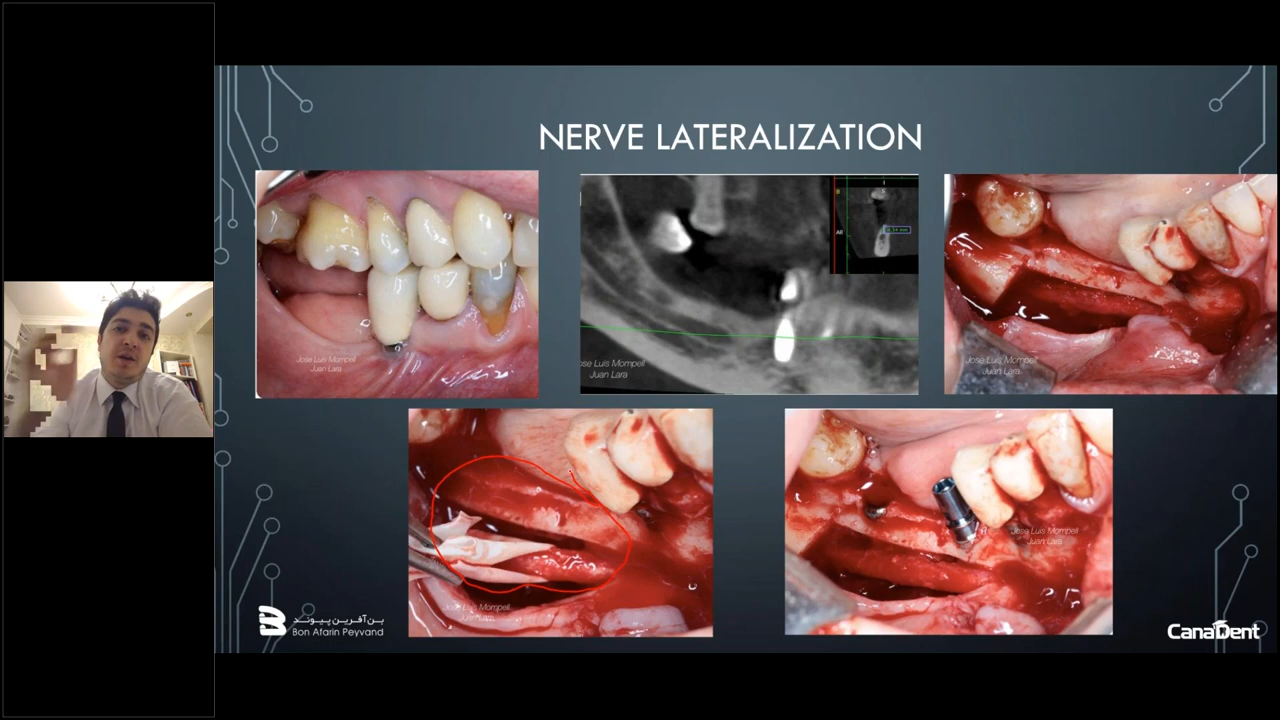 NERVE LATERALIZATION
Jose Luis Mompell
Juan Lara
ose Luis Mompell
Juan Lara
Jose Luis Mompell
Juan Lara
Jose Luis Mompell
Juan Lara
Jose Luis Mompell
Juan Lara
بن‌آفرین پیوند
Bon Afarin Peyvand
CanaDent